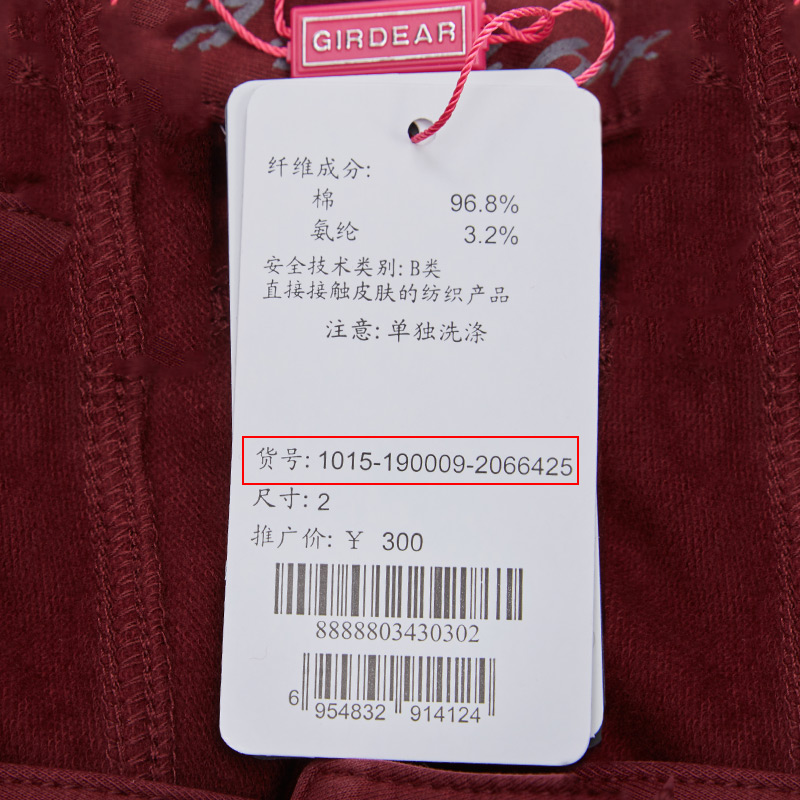 GIRDEAR
纤维成分:
棉 96.8%
氨纶 3.2%
安全技术类别: B类
直接接触皮肤的纺织产品
注意: 单独洗涤
货号: 1015-190009-2066425
尺寸: 2
推广价: ¥ 300
8888803430302
6 954832 914124